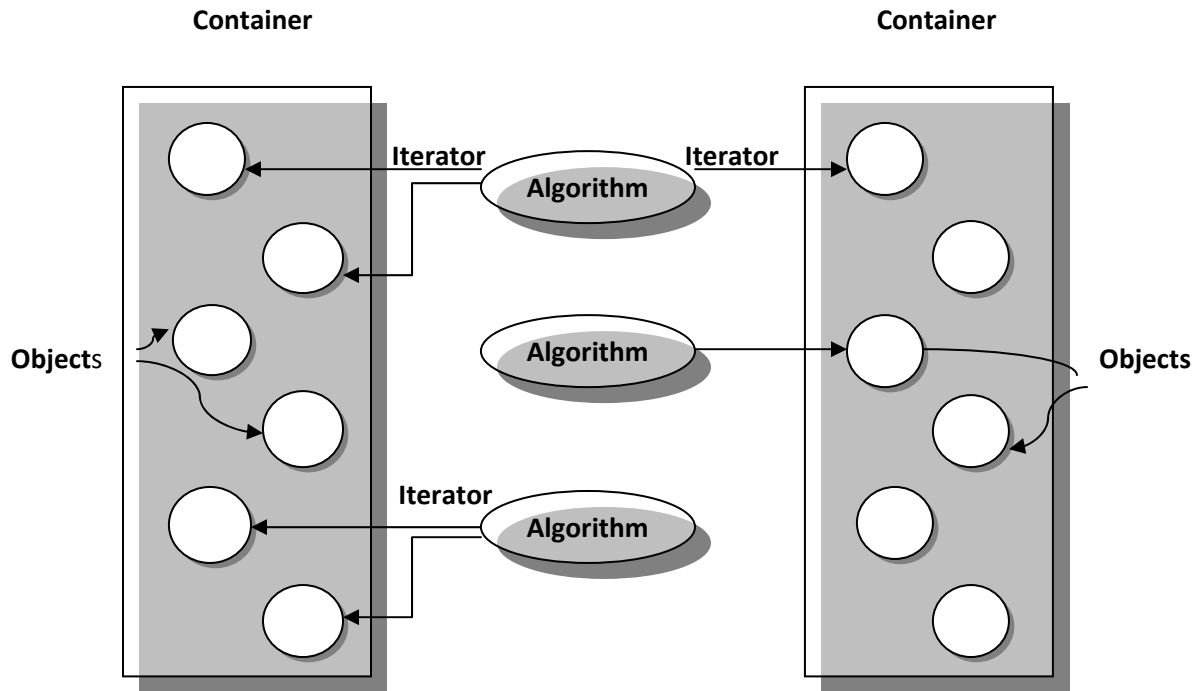 Container
Container
Iterator
Iterator
Algorithm
Objects
Algorithm
Objects
Iterator
Algorithm